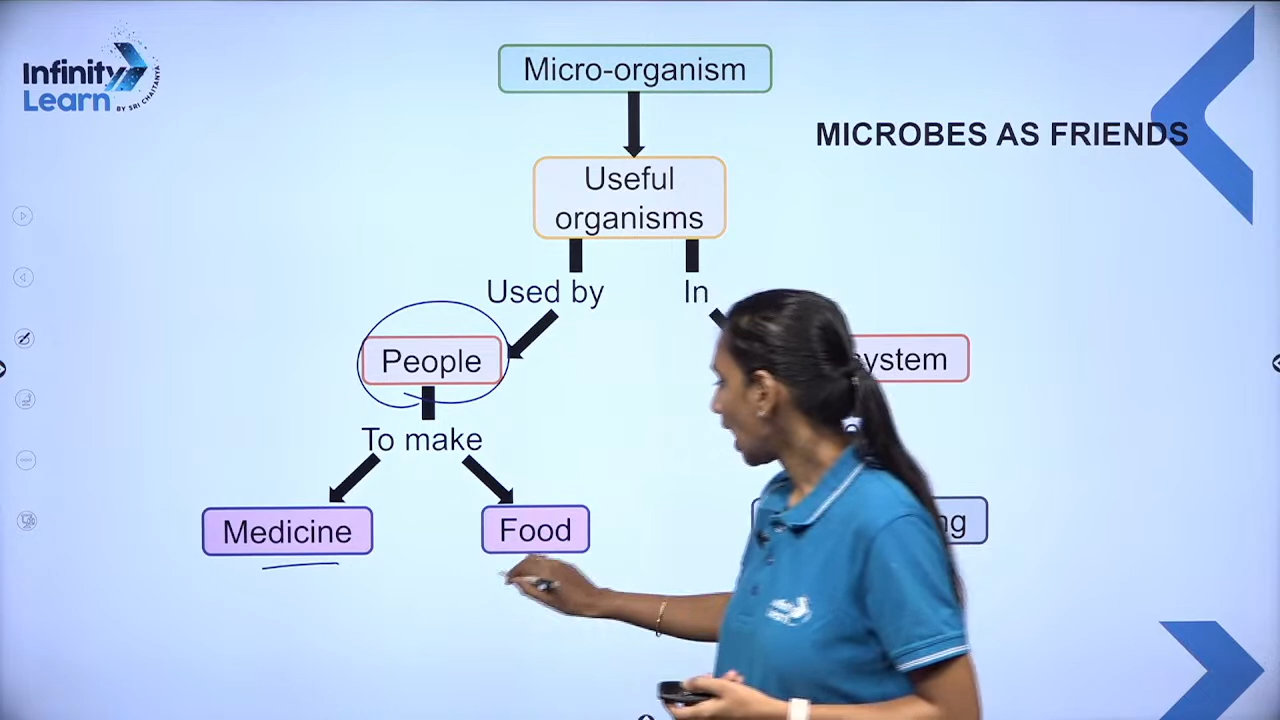 Infinity
Learn
BY SRI CHAITANYA
Micro-organism
MICROBES AS FRIENDS
Useful
organisms
Used by
In
People
To make
Medicine
Food
Learn